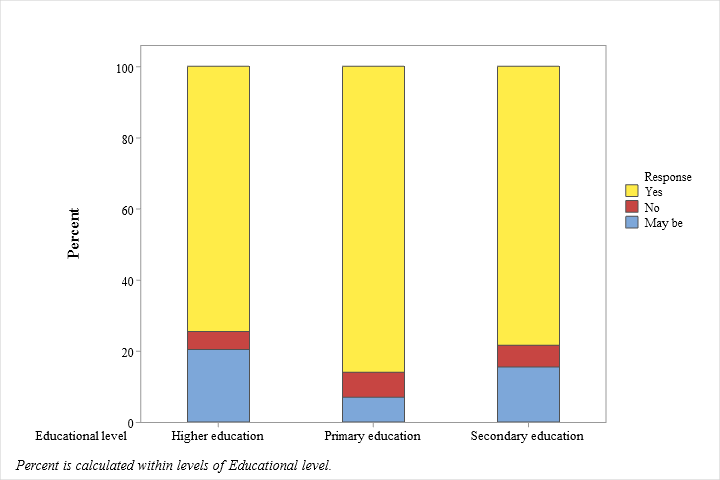 Percent
100
80
60
40
20
0
Response
Yes
No
May be
Educational level
Higher education
Primary education
Secondary education
Percent is calculated within levels of Educational level.